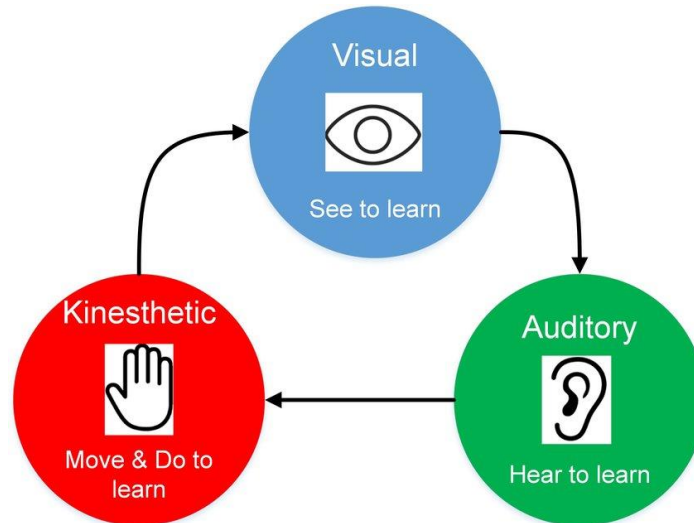 Visual
See to learn
Auditory
Hear to learn
Kinesthetic
Move & Do to
learn